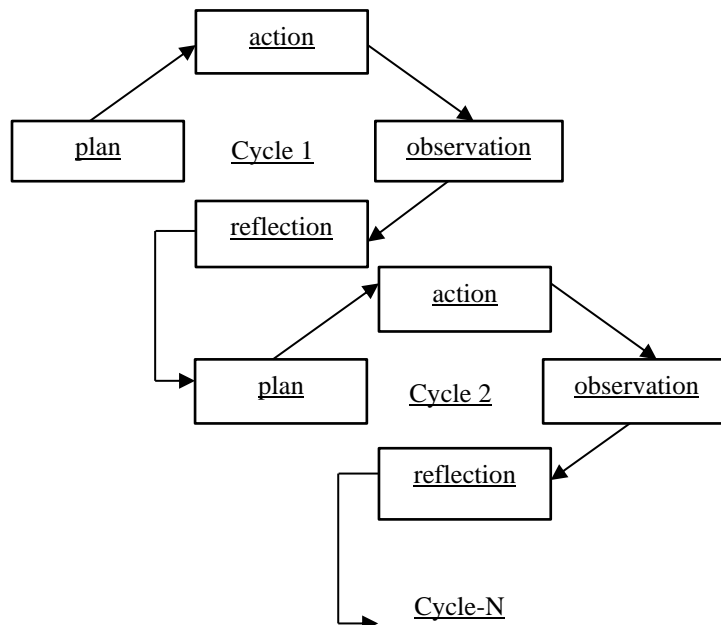 action
plan
Cycle 1
observation
reflection
action
plan
Cycle 2
observation
reflection
Cycle-N